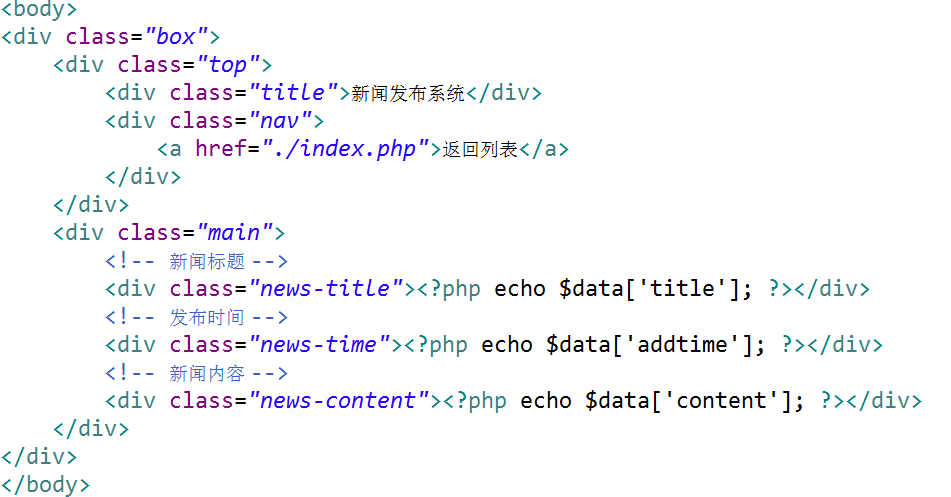 <body>
<div class="box">
    <div class="top">
        <div class="title">新闻发布系统</div>
        <div class="nav">
            <a href="./index.php">返回列表</a>
        </div>
    </div>
    <div class="main">
        <!-- 新闻标题 -->
        <div class="news-title"><?php echo $data['title']; ?></div>
        <!-- 发布时间 -->
        <div class="news-time"><?php echo $data['addtime']; ?></div>
        <!-- 新闻内容 -->
        <div class="news-content"><?php echo $data['content']; ?></div>
    </div>
</div>
</body>